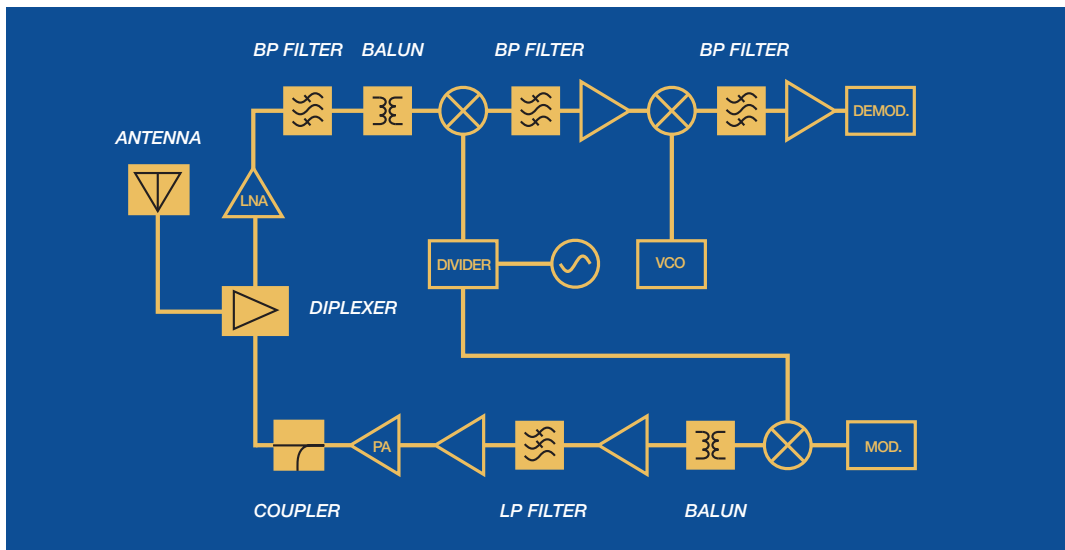 BP FILTER
BALUN
BP FILTER
BP FILTER
DEMOD.
ANTENNA
LNA
DIVIDER
VCO
DIPLEXER
PA
MOD.
COUPLER
LP FILTER
BALUN